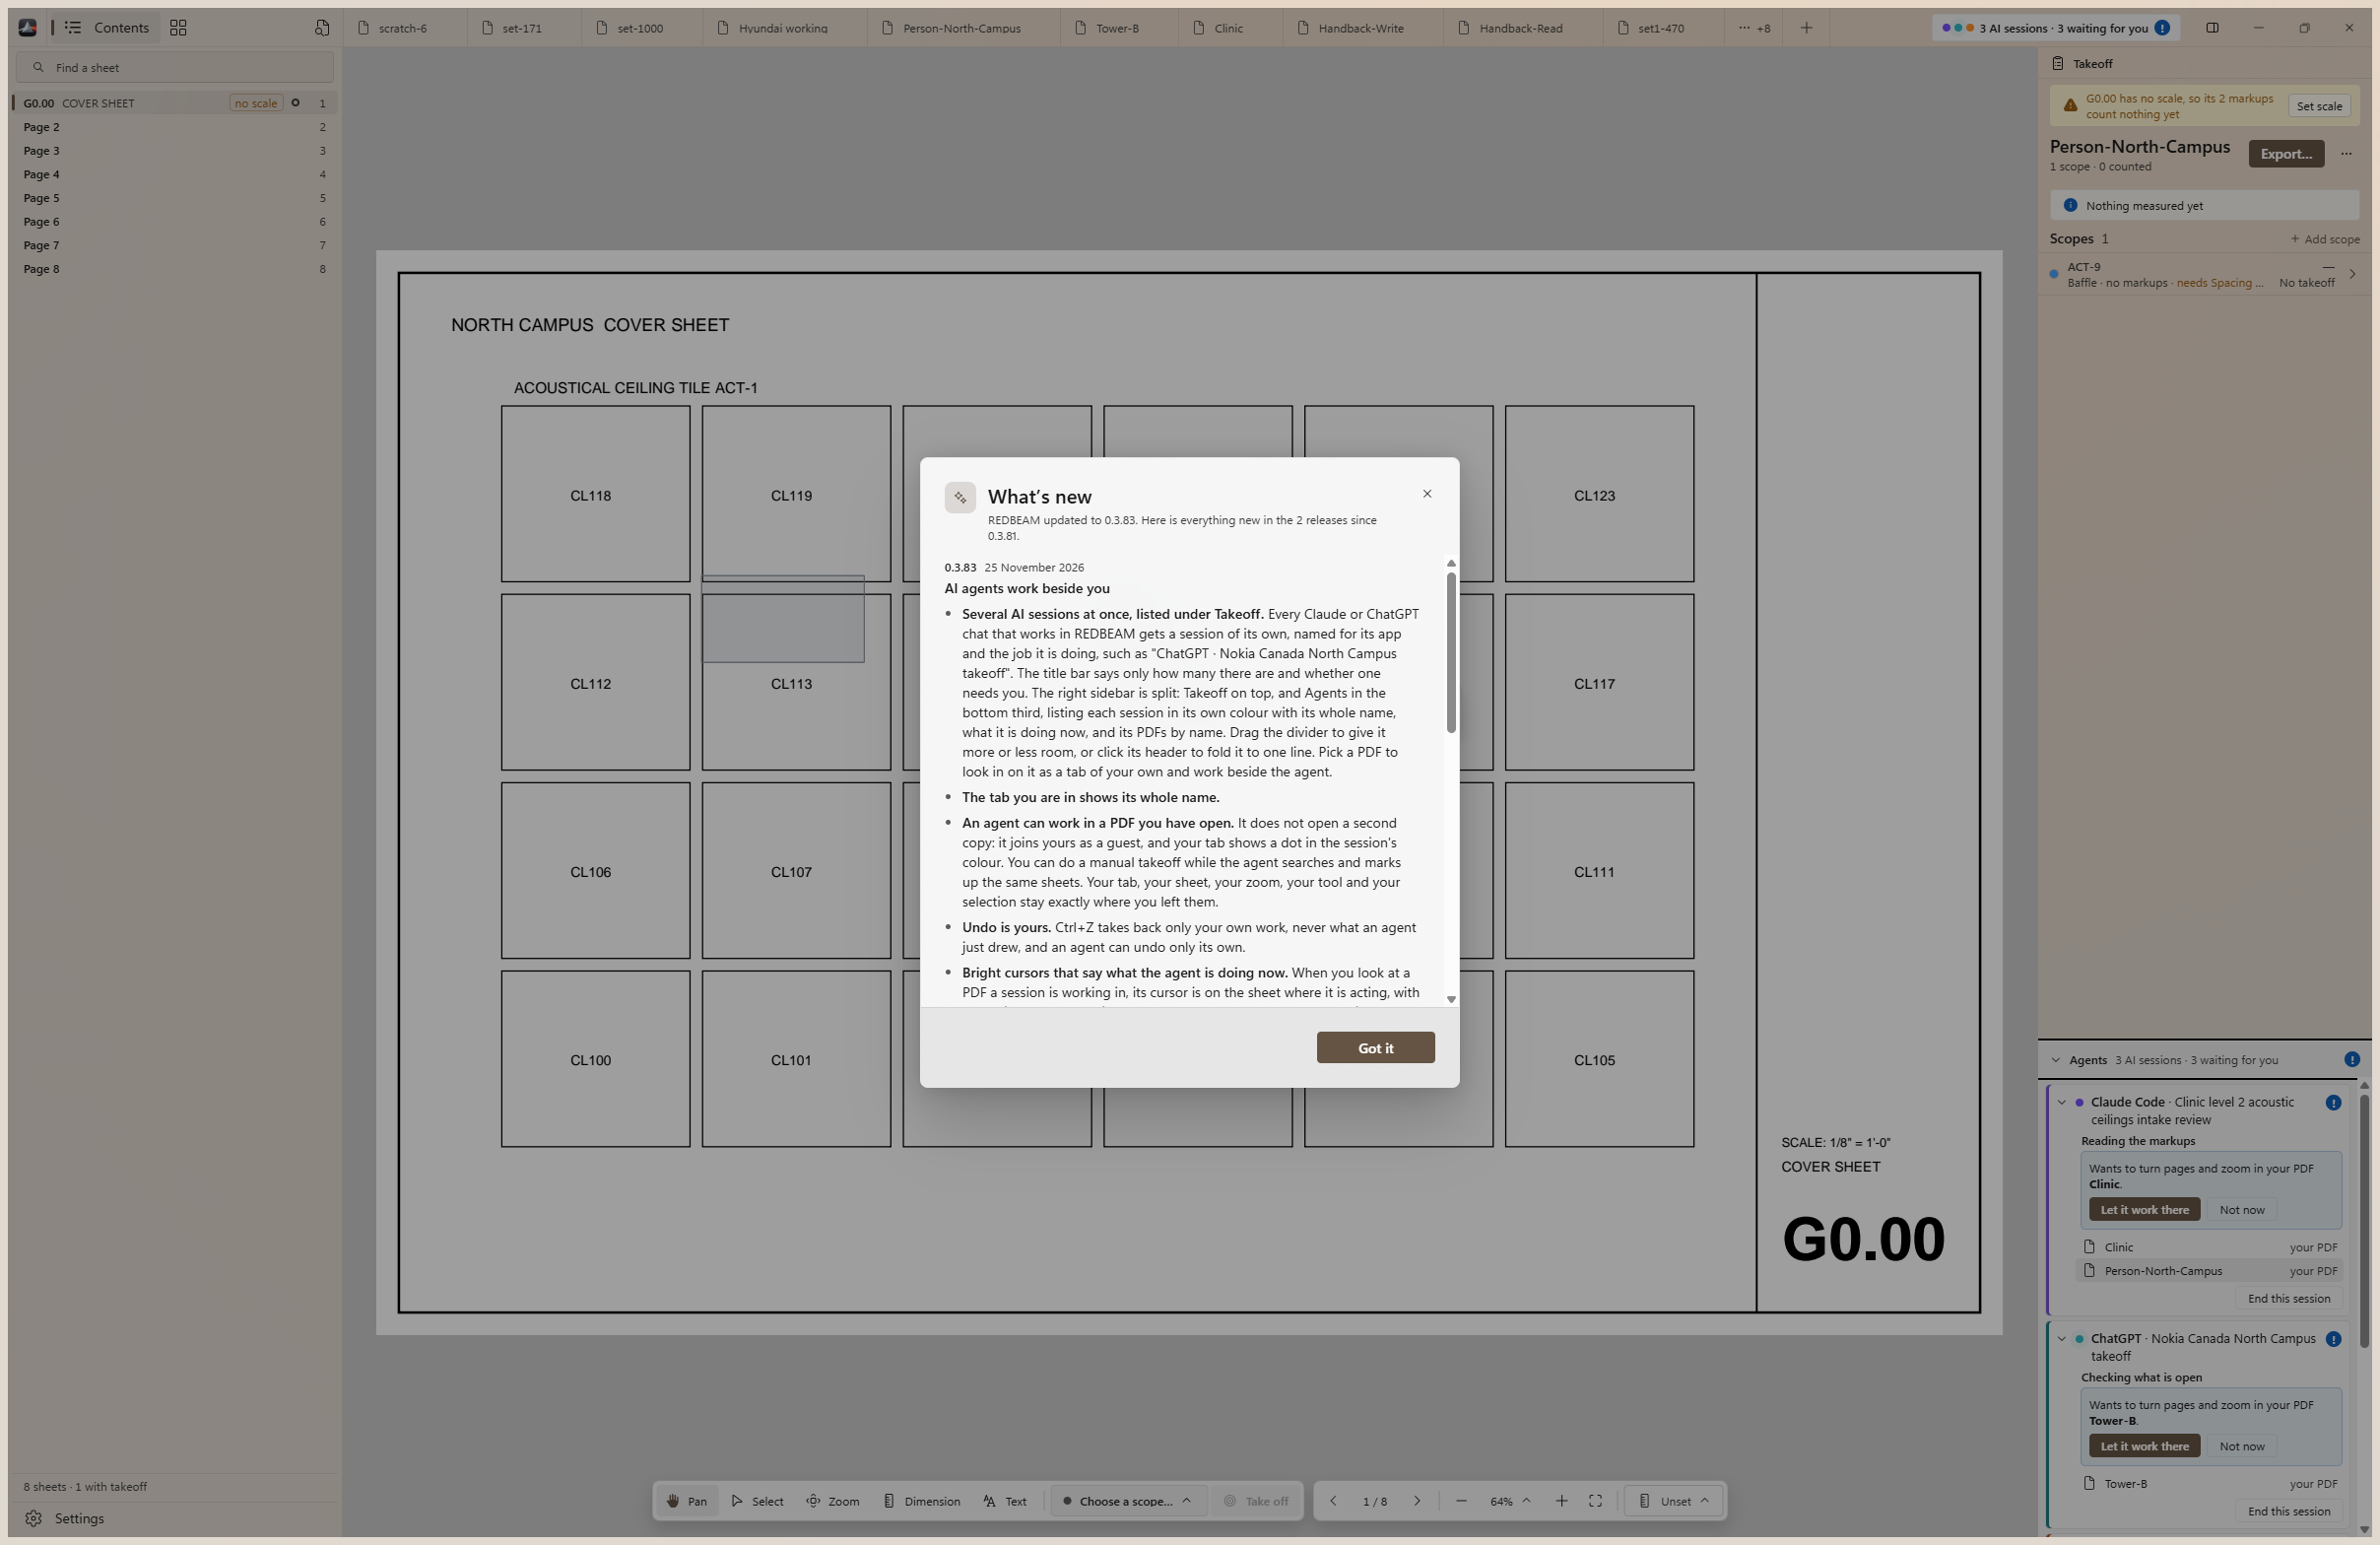 Contents
scratch-6
set-171
set-1000
Hyundai working
Person-North-Campus
Tower-B
Clinic
Handback-Write
Handback-Read
set1-470
··· +8
3 AI sessions · 3 waiting for you
Find a sheet
G0.00 COVER SHEET no scale 1
Page 2 2
Page 3 3
Page 4 4
Page 5 5
Page 6 6
Page 7 7
Page 8 8
8 sheets · 1 with takeoff
Settings
NORTH CAMPUS  COVER SHEET
ACOUSTICAL CEILING TILE ACT-1
CL118
CL119
CL123
CL112
CL113
CL117
CL106
CL107
CL111
CL100
CL101
CL105
SCALE: 1/8" = 1'-0"
COVER SHEET
G0.00
What's new
REDBEAM updated to 0.3.83. Here is everything new in the 2 releases since
0.3.81.
0.3.83 25 November 2026
AI agents work beside you
• Several AI sessions at once, listed under Takeoff. Every Claude or ChatGPT
chat that works in REDBEAM gets a session of its own, named for its app
and the job it is doing, such as "ChatGPT · Nokia Canada North Campus
takeoff". The title bar says only how many there are and whether one
needs you. The right sidebar is split: Takeoff on top, and Agents in the
bottom third, listing each session in its own colour with its whole name,
what it is doing now, and its PDFs by name. Drag the divider to give it
more or less room, or click its header to fold it to one line. Pick a PDF to
look in on it as a tab of your own and work beside the agent.
• The tab you are in shows its whole name.
• An agent can work in a PDF you have open. It does not open a second
copy: it joins yours as a guest, and your tab shows a dot in the session's
colour. You can do a manual takeoff while the agent searches and marks
up the same sheets. Your tab, your sheet, your zoom, your tool and your
selection stay exactly where you left them.
• Undo is yours. Ctrl+Z takes back only your own work, never what an agent
just drew, and an agent can undo only its own.
• Bright cursors that say what the agent is doing now. When you look at a
PDF a session is working in, its cursor is on the sheet where it is acting, with
Got it
Pan
Select
Zoom
Dimension
Text
Choose a scope...
Take off
1 / 8
64%
Unset
Takeoff
G0.00 has no scale, so its 2 markups
count nothing yet
Set scale
Person-North-Campus
Export...
1 scope · 0 counted
Nothing measured yet
Scopes 1
+ Add scope
ACT-9 —
Baffle · no markups · needs Spacing ... No takeoff
Agents 3 AI sessions · 3 waiting for you
Claude Code · Clinic level 2 acoustic
ceilings intake review
Reading the markups
Wants to turn pages and zoom in your PDF
Clinic.
Let it work there
Not now
Clinic your PDF
Person-North-Campus your PDF
End this session
ChatGPT · Nokia Canada North Campus
takeoff
Checking what is open
Wants to turn pages and zoom in your PDF
Tower-B.
Let it work there
Not now
Tower-B your PDF
End this session